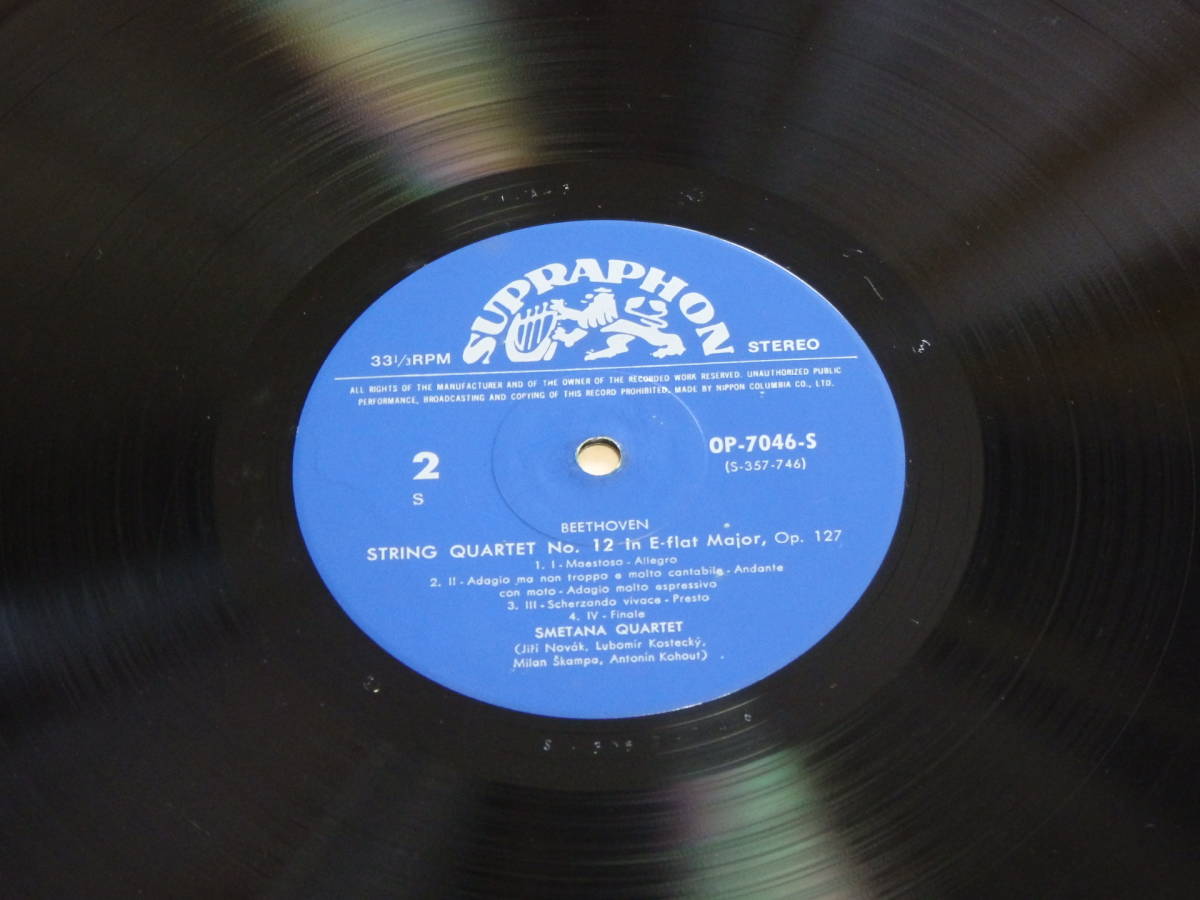 SUPRAPHON
33 1/3 RPM
STEREO
ALL RIGHTS OF THE MANUFACTURER AND OF THE OWNER OF THE RECORDED WORK RESERVED. UNAUTHORIZED PUBLIC
PERFORMANCE, BROADCASTING AND COPYING OF THIS RECORD PROHIBITED. MADE BY NIPPON COLUMBIA CO., LTD.
2
S
OP-7046-S
(S-357-746)
BEETHOVEN
STRING QUARTET No. 12 in E-flat Major, Op. 127
1. I - Maestoso - Allegro
2. II - Adagio ma non troppo e molto cantabile - Andante
con moto - Adagio molto espressivo
3. III - Scherzando vivace - Presto
4. IV - Finale
SMETANA QUARTET
(Jiří Novák, Lubomír Kostecký,
Milan Škampa, Antonín Kohout)